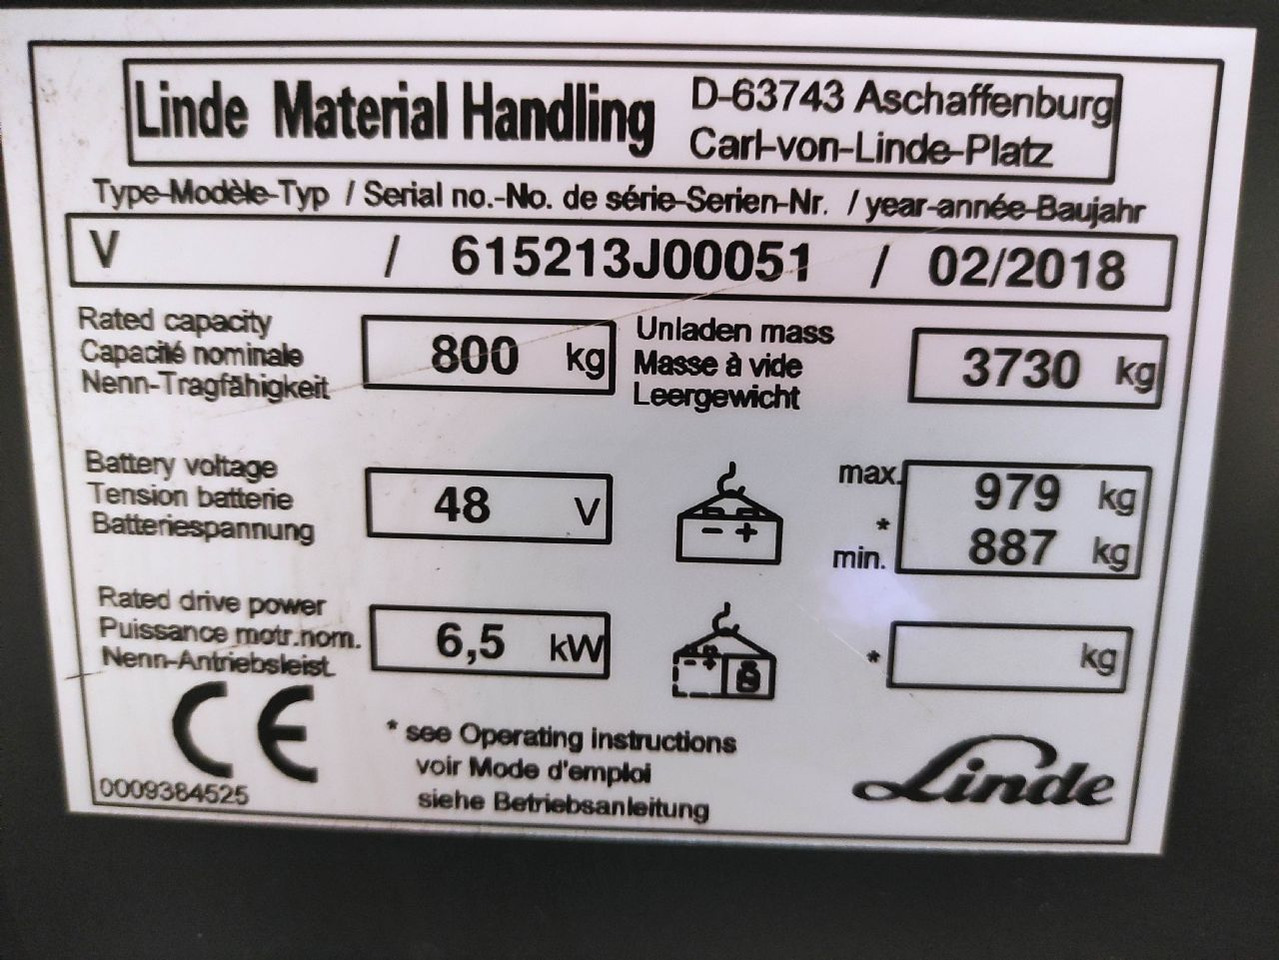 Linde Material Handling
D-63743 Aschaffenburg
Carl-von-Linde-Platz
Type-Modèle-Typ / Serial no.-No. de série-Serien-Nr. / year-année-Baujahr
V / 615213J00051 / 02/2018
Rated capacity
Capacité nominale
Nenn-Tragfähigkeit
800 kg
Unladen mass
Masse à vide
Leergewicht
3730 kg
Battery voltage
Tension batterie
Batteriespannung
48 V
- +
max. 979 kg
*
min. 887 kg
Rated drive power
Puissance motr.nom.
Nenn-Antriebsleist.
6,5 kW
- +
* kg
CE
0009384525
* see Operating instructions
voir Mode d'emploi
siehe Betriebsanleitung
Linde